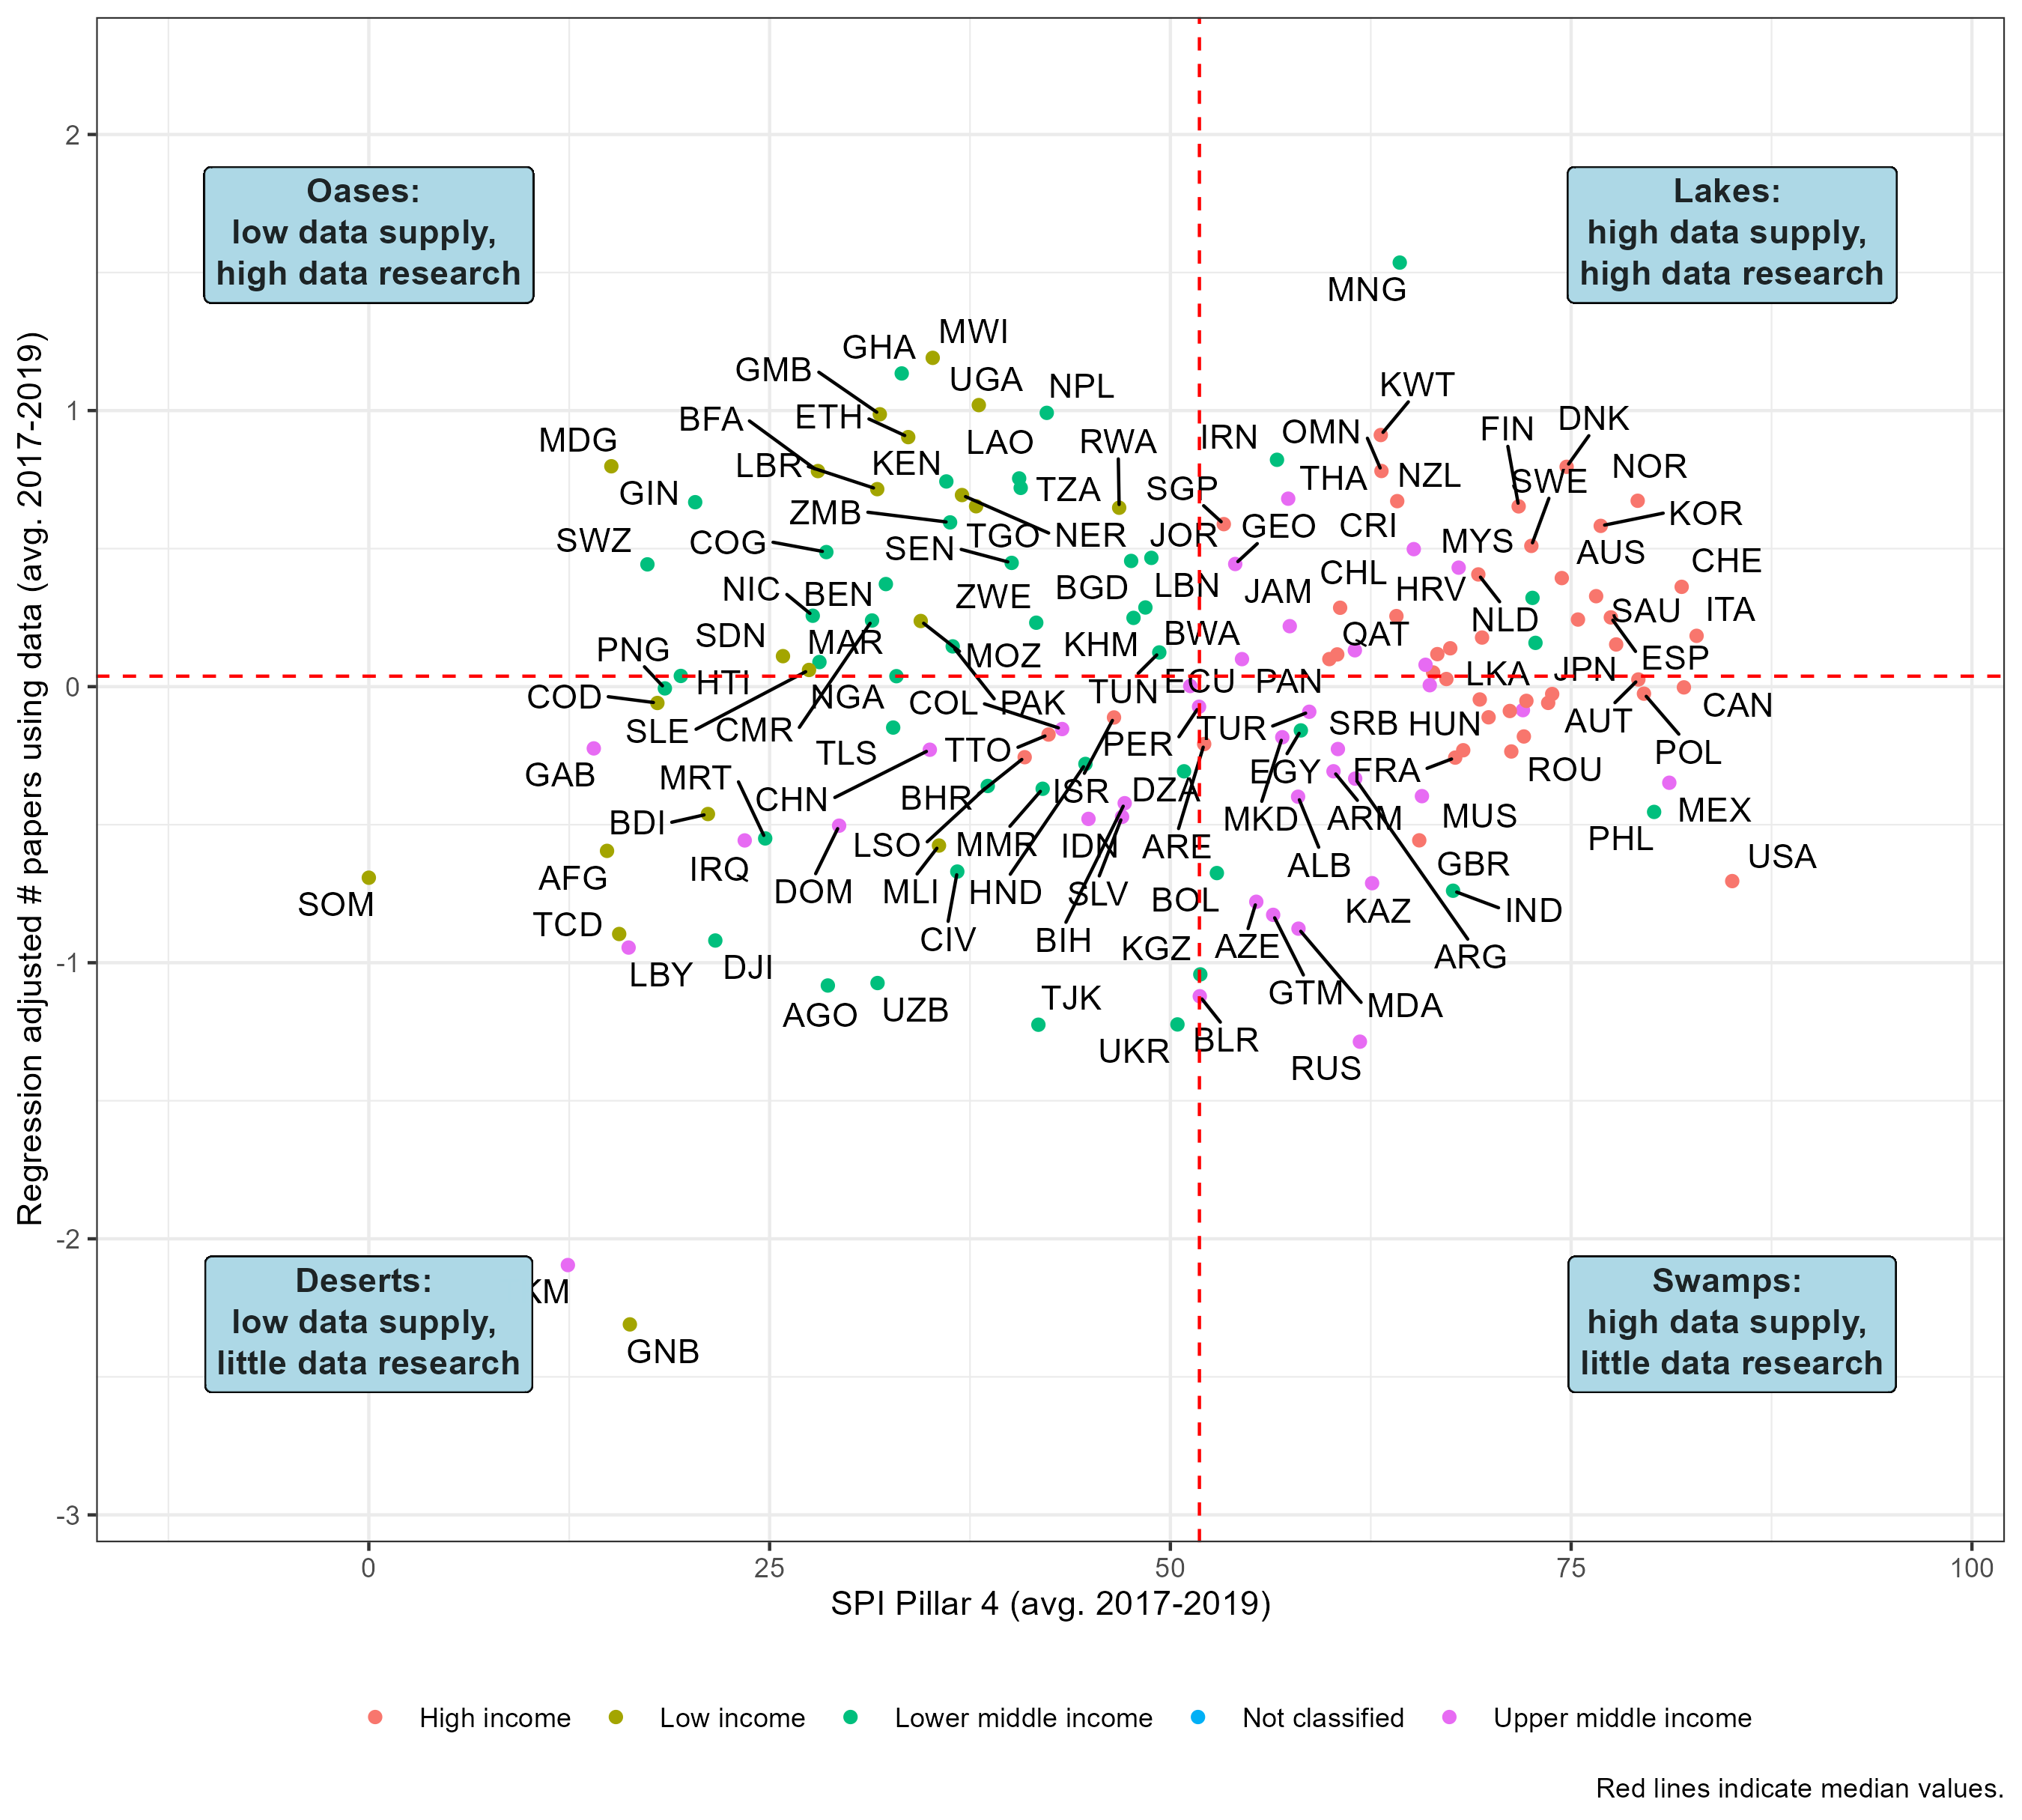 2
1
0
-1
-2
-3
Regression adjusted # papers using data (avg. 2017-2019)
Oases:
low data supply,
high data research
Lakes:
high data supply,
high data research
MNG
MWI
GHA
GMB
UGA
NPL
KWT
BFA
ETH
DNK
FIN
MDG
LAO
RWA
IRN
OMN
LBR
KEN
THA
NZL
SWE
NOR
GIN
TZA
SGP
ZMB
KOR
SWZ
COG
SEN
TGO
NER
JOR
GEO
CRI
MYS
AUS
CHE
NIC
BEN
ZWE
BGD
LBN
JAM
CHL
HRV
NLD
SAU
ITA
SDN
MAR
KHM
BWA
QAT
PNG
MOZ
ESP
HTI
COD
NGA
COL
PAK
TUN
ECU
PAN
LKA
JPN
CAN
SLE
CMR
TLS
TTO
PER
TUR
SRB
HUN
AUT
POL
GAB
MRT
CHN
BHR
ISR
DZA
EGY
FRA
ROU
BDI
LSO
MMR
IDN
ARE
MKD
ARM
MUS
PHL
MEX
AFG
IRQ
DOM
MLI
HND
SLV
ALB
GBR
USA
SOM
KAZ
IND
TCD
CIV
BIH
BOL
LBY
DJI
KGZ
AZE
ARG
AGO
UZB
TJK
GTM
MDA
UKR
BLR
RUS
Deserts:
low data supply,
little data research
KM
GNB
Swamps:
high data supply,
little data research
0
25
50
75
100
SPI Pillar 4 (avg. 2017-2019)
High income
Low income
Lower middle income
Not classified
Upper middle income
Red lines indicate median values.